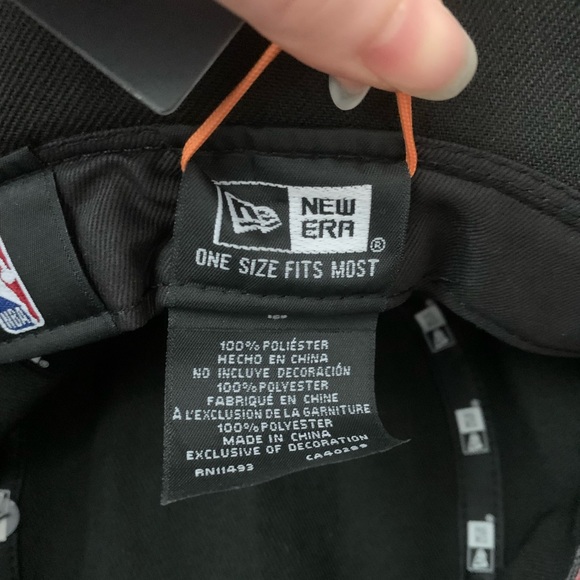 NEW
ERA
®
ONE SIZE FITS MOST
100% POLIÉSTER
HECHO EN CHINA
NO INCLUYE DECORACIÓN
100% POLYESTER
FABRIQUÉ EN CHINE
À L'EXCLUSION DE LA GARNITURE
100% POLYESTER
MADE IN CHINA
EXCLUSIVE OF DECORATION
RN11493 CA40289
NBA